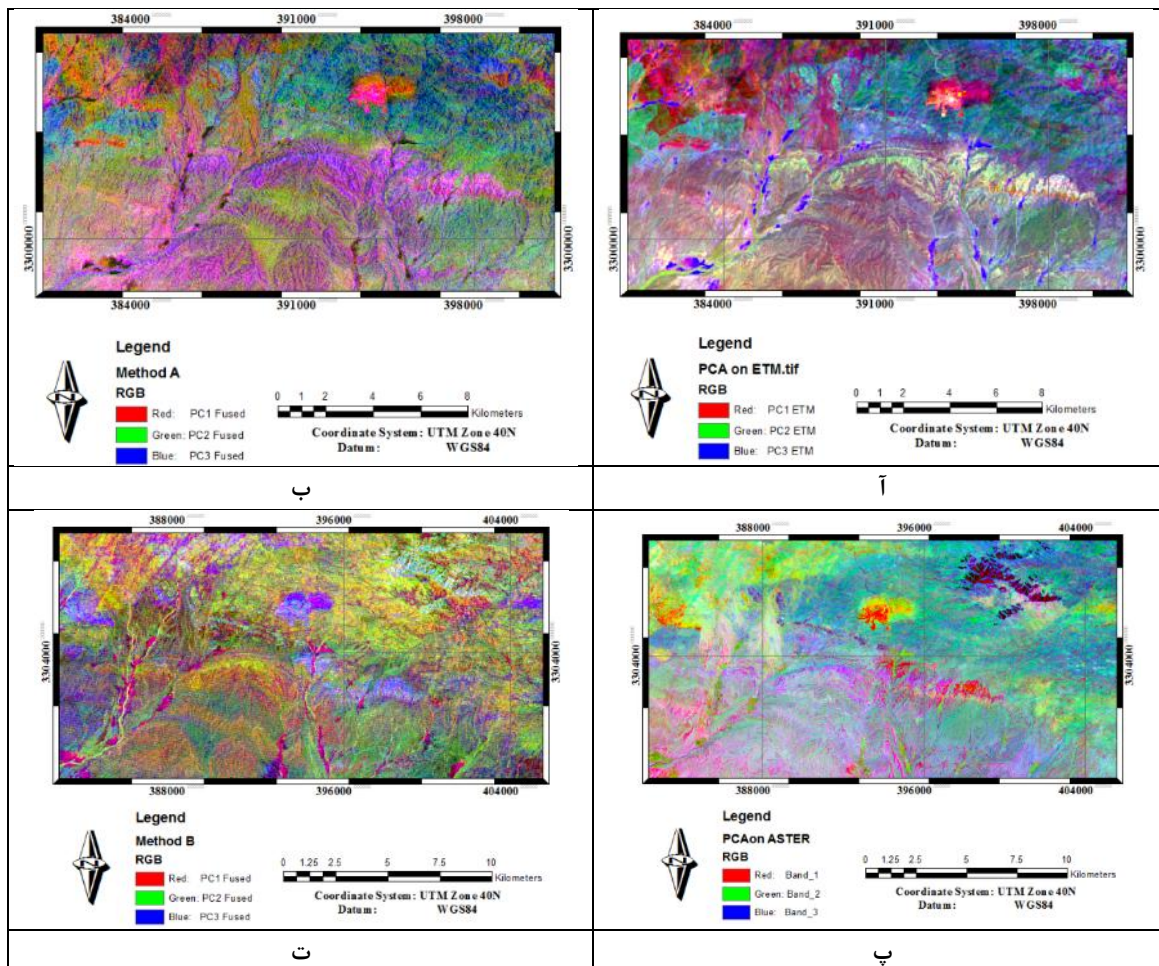 384000 391000 398000
3300000 3300000
384000 391000 398000
Legend
Method A
RGB
Red: PC1 Fused
Green: PC2 Fused
Blue: PC3 Fused
N
0 1 2 4 6 8
Kilometers
Coordinate System: UTM Zone 40N
Datum: WGS84
ب
384000 391000 398000
3300000 3300000
384000 391000 398000
Legend
PCA on ETM.tif
RGB
Red: PC1 ETM
Green: PC2 ETM
Blue: PC3 ETM
N
0 1 2 4 6 8
Kilometers
Coordinate System: UTM Zone 40N
Datum: WGS84
آ
388000 396000 404000
3304000 3304000
388000 396000 404000
Legend
Method B
RGB
Red: PC1 Fused
Green: PC2 Fused
Blue: PC3 Fused
N
0 1.25 2.5 5 7.5 10
Kilometers
Coordinate System: UTM Zone 40N
Datum: WGS84
ت
388000 396000 404000
3304000 3304000
388000 396000 404000
Legend
PCAon ASTER
RGB
Red: Band_1
Green: Band_2
Blue: Band_3
N
0 1.25 2.5 5 7.5 10
Kilometers
Coordinate System: UTM Zone 40N
Datum: WGS84
پ